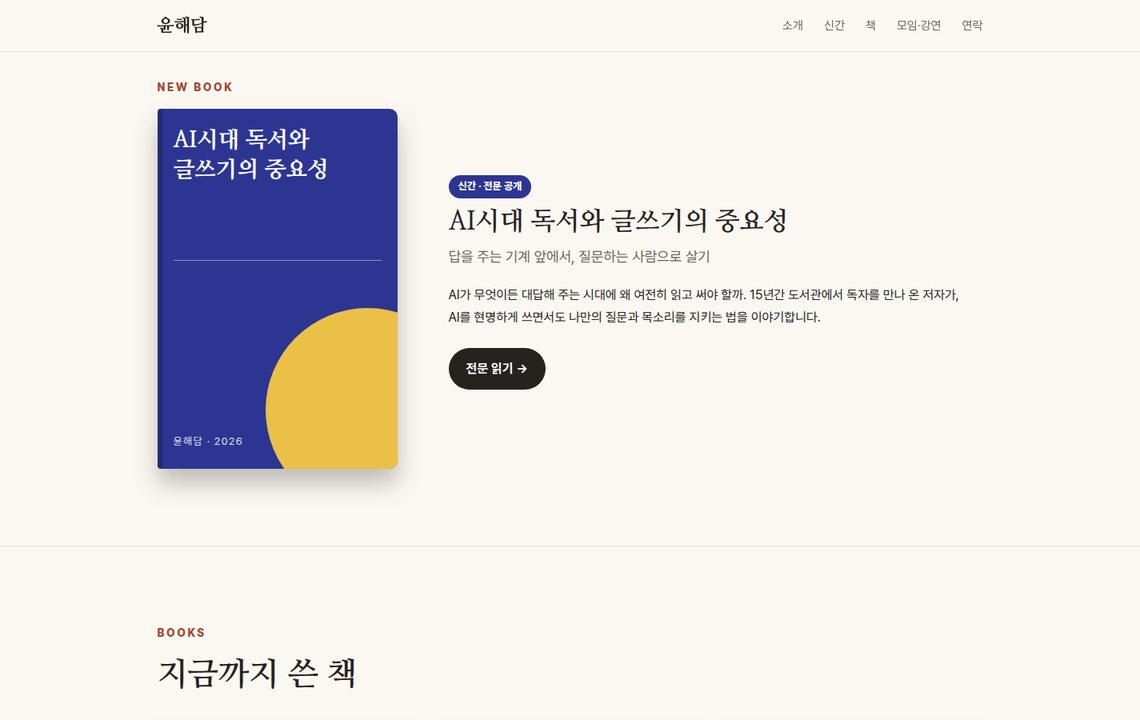 윤해담
소개
신간
책
모임·강연
연락
NEW BOOK
AI시대 독서와
글쓰기의 중요성
윤해담 · 2026
신간 · 전문 공개
AI시대 독서와 글쓰기의 중요성
답을 주는 기계 앞에서, 질문하는 사람으로 살기
AI가 무엇이든 대답해 주는 시대에 왜 여전히 읽고 써야 할까. 15년간 도서관에서 독자를 만나 온 저자가,
AI를 현명하게 쓰면서도 나만의 질문과 목소리를 지키는 법을 이야기합니다.
전문 읽기 →
BOOKS
지금까지 쓴 책